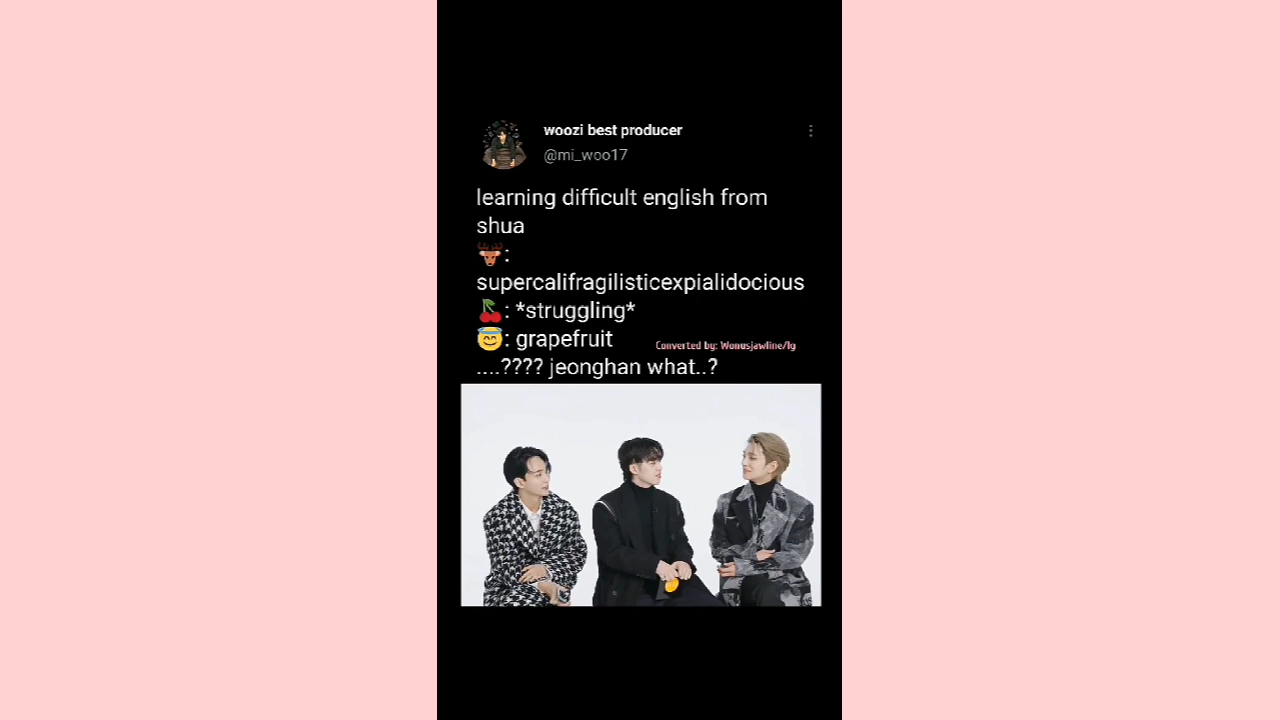 woozi best producer
@mi_woo17
learning difficult english from
shua
🦌:
supercalifragilisticexpialidocious
🍒: *struggling*
😇: grapefruit
Converted by: Wonusjawline/Ig
....???? jeonghan what..?